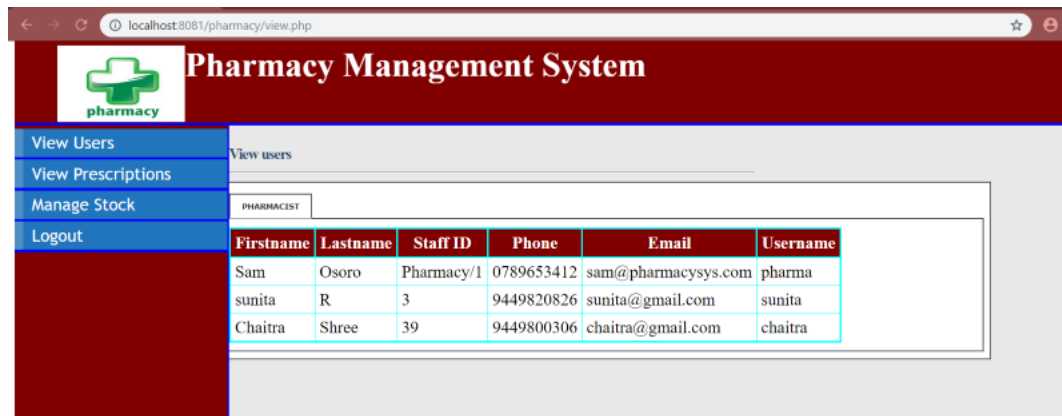 localhost:8081/pharmacy/view.php
Pharmacy Management System
pharmacy
View Users
View Prescriptions
Manage Stock
Logout
View users
PHARMACIST
Firstname Lastname Staff ID Phone Email Username
Sam Osoro Pharmacy/1 0789653412 sam@pharmacysys.com pharma
sunita R 3 9449820826 sunita@gmail.com sunita
Chaitra Shree 39 9449800306 chaitra@gmail.com chaitra